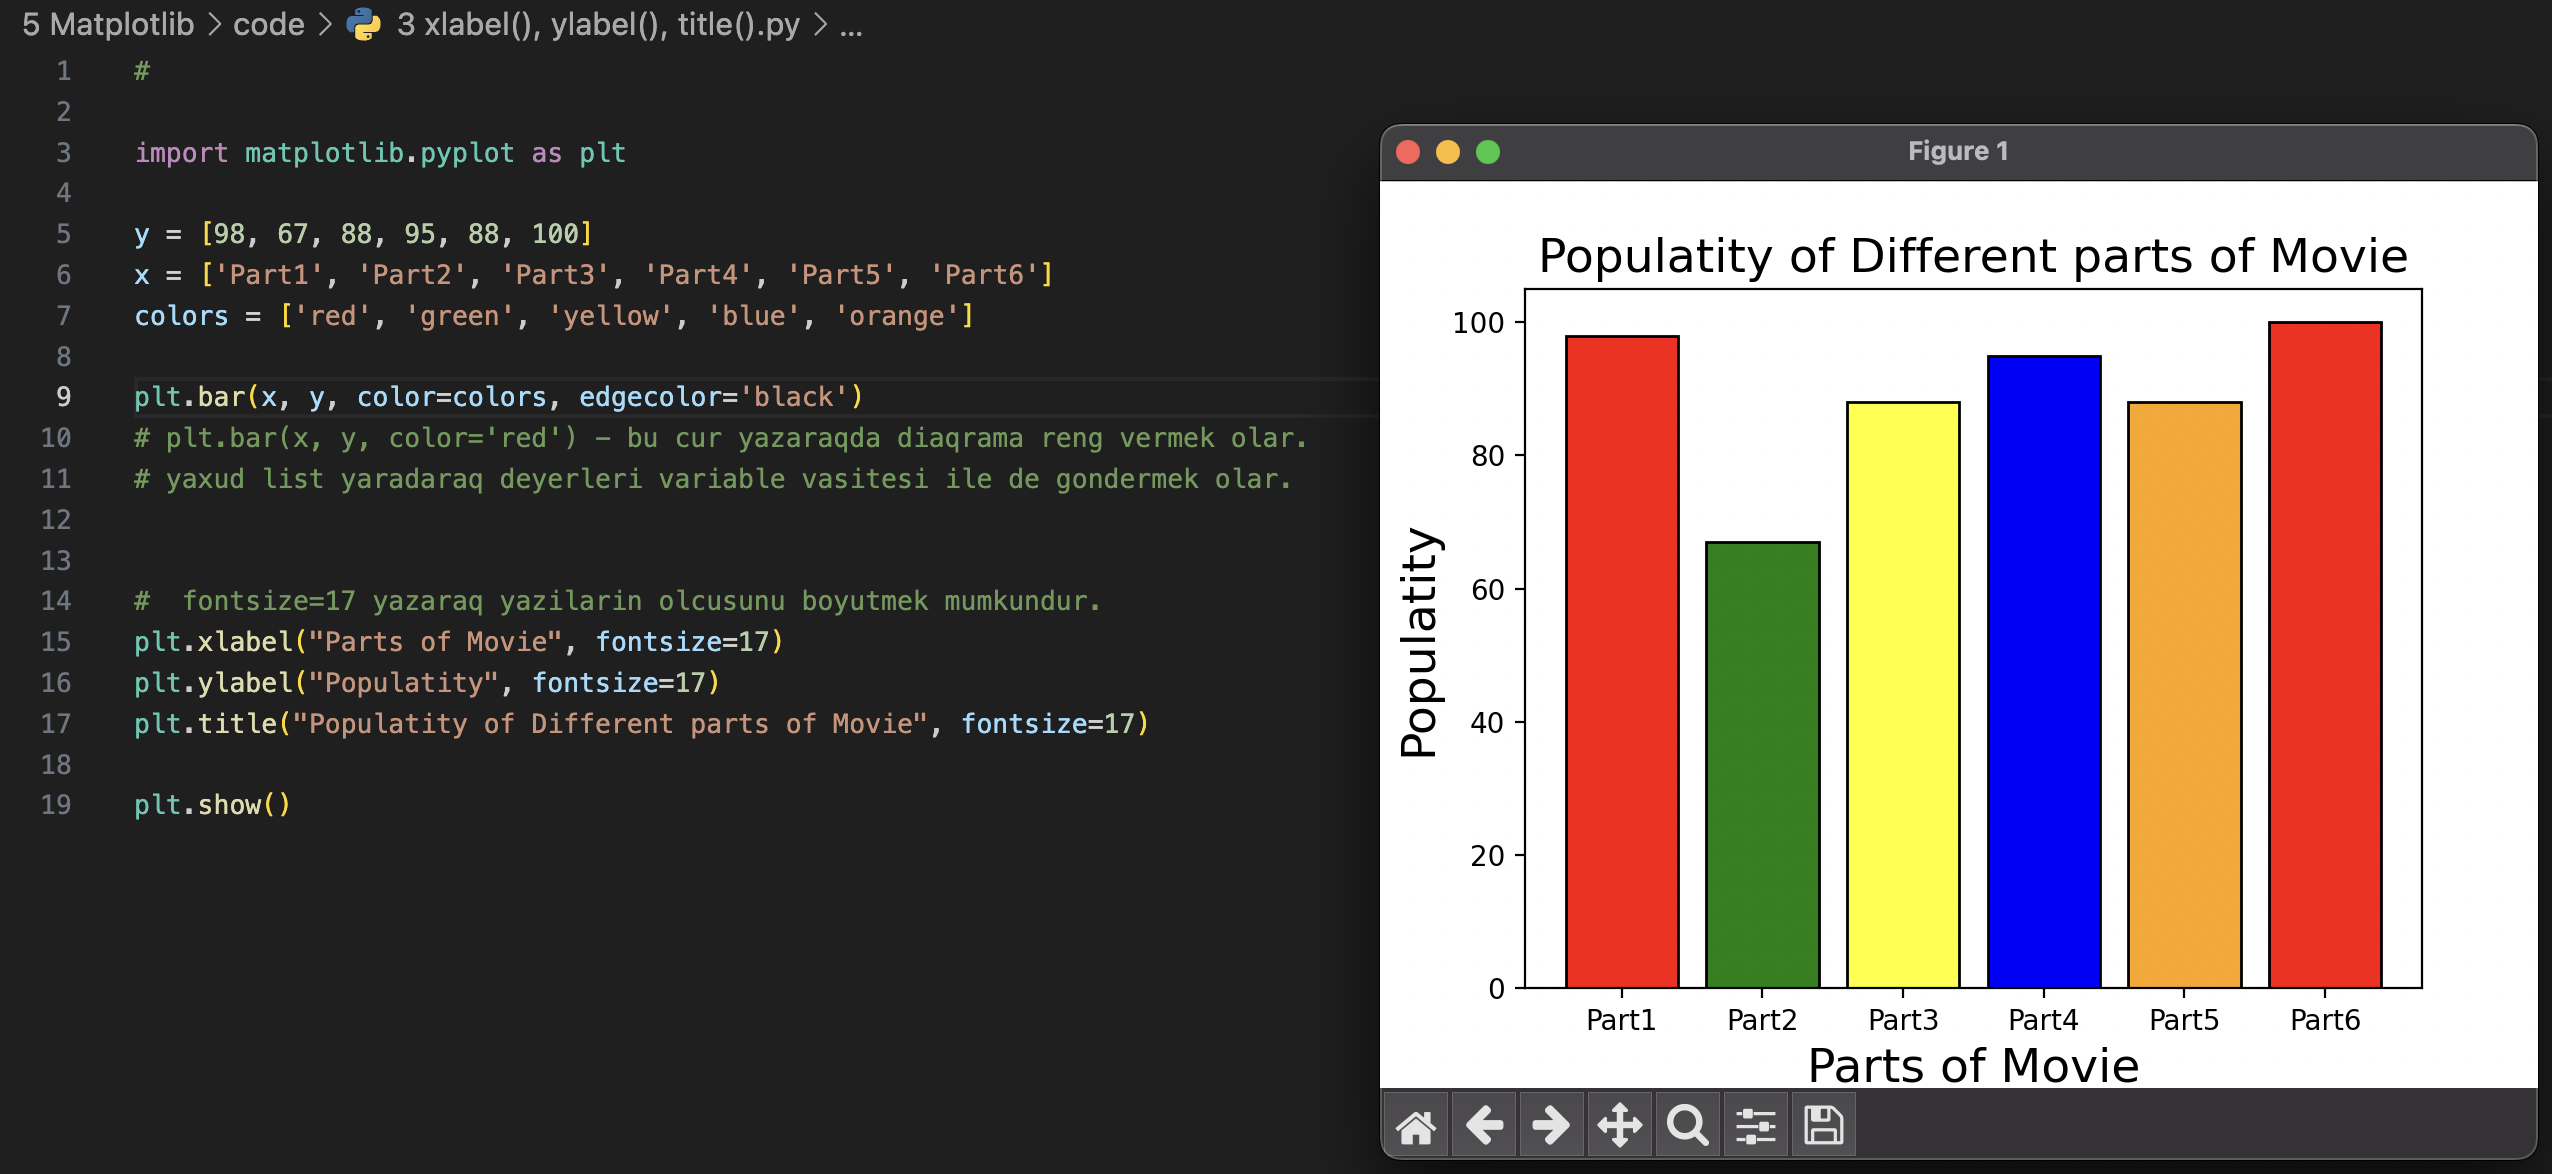 5 Matplotlib > code > 3 xlabel(), ylabel(), title().py > ...
1 #
2
3 import matplotlib.pyplot as plt
4
5 y = [98, 67, 88, 95, 88, 100]
6 x = ['Part1', 'Part2', 'Part3', 'Part4', 'Part5', 'Part6']
7 colors = ['red', 'green', 'yellow', 'blue', 'orange']
8
9 plt.bar(x, y, color=colors, edgecolor='black')
10 # plt.bar(x, y, color='red') - bu cur yazaraqda diaqrama reng vermek olar.
11 # yaxud list yaradaraq deyerleri variable vasitesi ile de gondermek olar.
12
13
14 #  fontsize=17 yazaraq yazilarin olcusunu boyutmek mumkundur.
15 plt.xlabel("Parts of Movie", fontsize=17)
16 plt.ylabel("Populatity", fontsize=17)
17 plt.title("Populatity of Different parts of Movie", fontsize=17)
18
19 plt.show()
Figure 1
Populatity of Different parts of Movie
100
80
60
40
20
0
Populatity
Part1 Part2 Part3 Part4 Part5 Part6
Parts of Movie